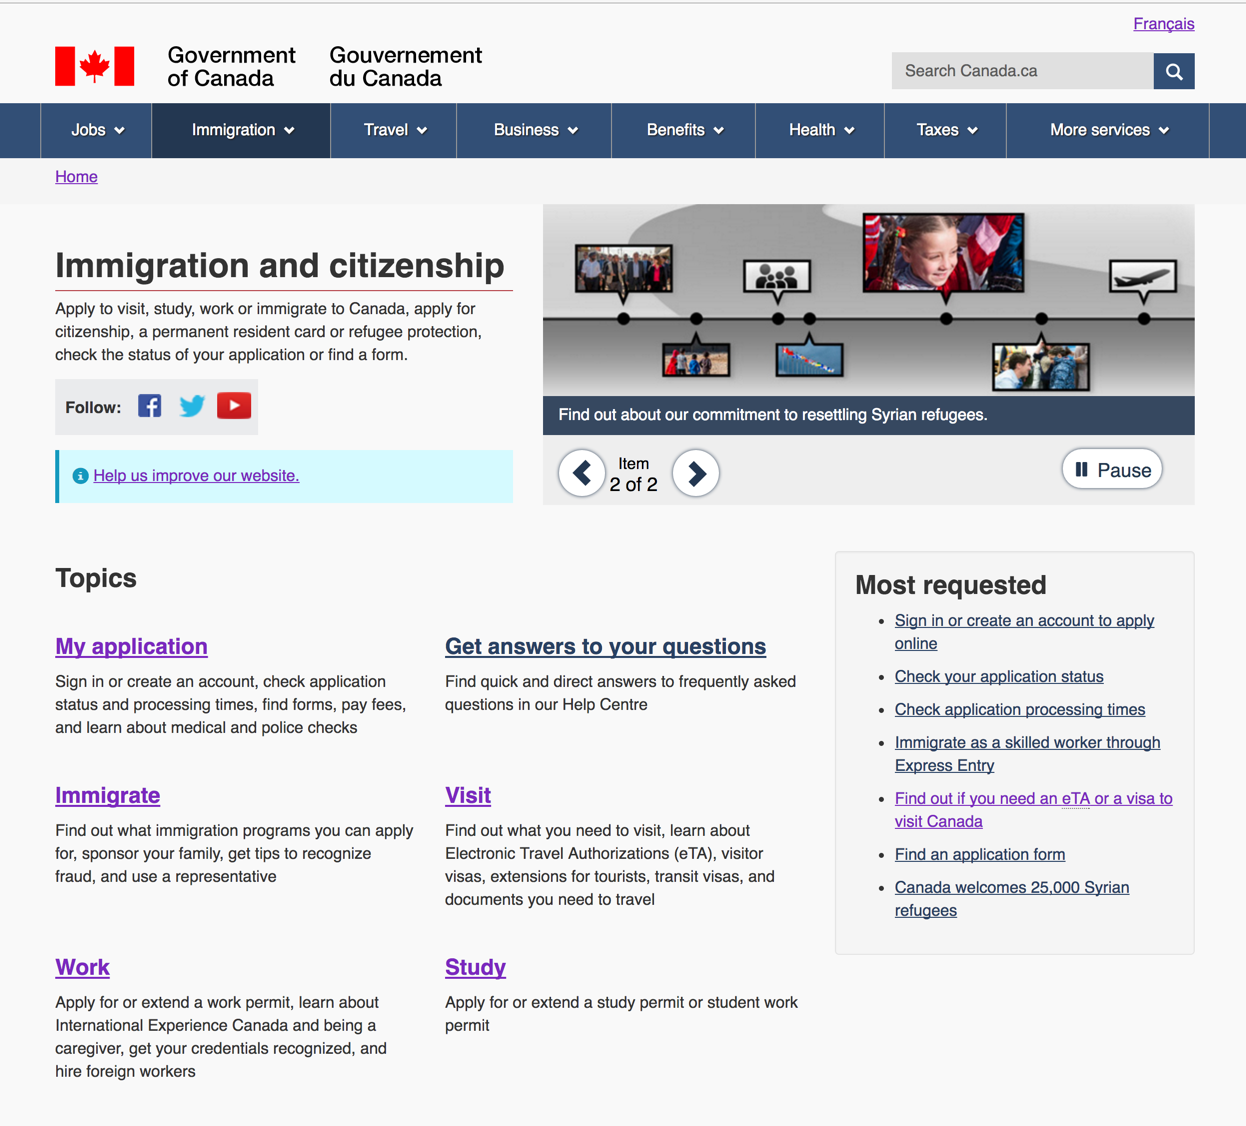 Français
Government of Canada
Gouvernement du Canada
Search Canada.ca
Jobs
Immigration
Travel
Business
Benefits
Health
Taxes
More services
Home
Immigration and citizenship
Apply to visit, study, work or immigrate to Canada, apply for
citizenship, a permanent resident card or refugee protection,
check the status of your application or find a form.
Follow:
Help us improve our website.
Find out about our commitment to resettling Syrian refugees.
Item
2 of 2
Pause
Topics
My application
Sign in or create an account, check application
status and processing times, find forms, pay fees,
and learn about medical and police checks
Get answers to your questions
Find quick and direct answers to frequently asked
questions in our Help Centre
Immigrate
Find out what immigration programs you can apply
for, sponsor your family, get tips to recognize
fraud, and use a representative
Visit
Find out what you need to visit, learn about
Electronic Travel Authorizations (eTA), visitor
visas, extensions for tourists, transit visas, and
documents you need to travel
Work
Apply for or extend a work permit, learn about
International Experience Canada and being a
caregiver, get your credentials recognized, and
hire foreign workers
Study
Apply for or extend a study permit or student work
permit
Most requested
Sign in or create an account to apply
online
Check your application status
Check application processing times
Immigrate as a skilled worker through
Express Entry
Find out if you need an eTA or a visa to
visit Canada
Find an application form
Canada welcomes 25,000 Syrian
refugees